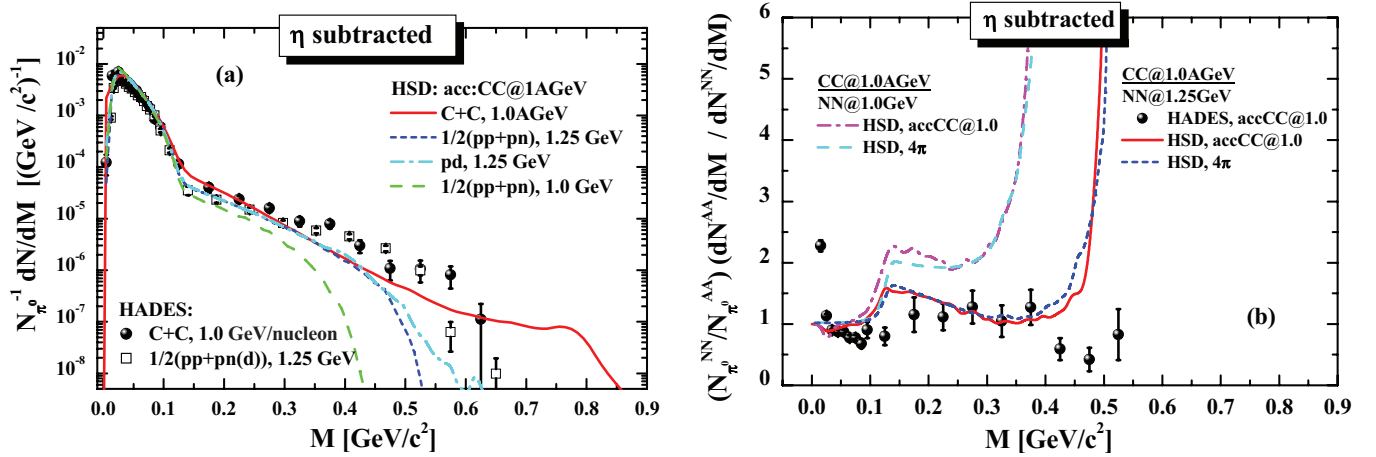 η subtracted
(a)
HSD: acc:CC@1AGeV
C+C, 1.0AGeV
1/2(pp+pn), 1.25 GeV
pd, 1.25 GeV
1/2(pp+pn), 1.0 GeV
HADES:
C+C, 1.0 GeV/nucleon
1/2(pp+pn(d)), 1.25 GeV
N_π⁰⁻¹ dN/dM [(GeV /c²)⁻¹]
10⁻²
10⁻³
10⁻⁴
10⁻⁵
10⁻⁶
10⁻⁷
10⁻⁸
0.0 0.1 0.2 0.3 0.4 0.5 0.6 0.7 0.8 0.9
M [GeV/c²]
η subtracted
CC@1.0AGeV
NN@1.0GeV
HSD, accCC@1.0
HSD, 4π
CC@1.0AGeV
NN@1.25GeV
HADES, accCC@1.0
HSD, accCC@1.0
HSD, 4π
(b)
(N_π⁰^NN/N_π⁰^AA) (dN^AA/dM / dN^NN/dM)
6
5
4
3
2
1
0
0.0 0.1 0.2 0.3 0.4 0.5 0.6 0.7 0.8 0.9
M [GeV/c²]